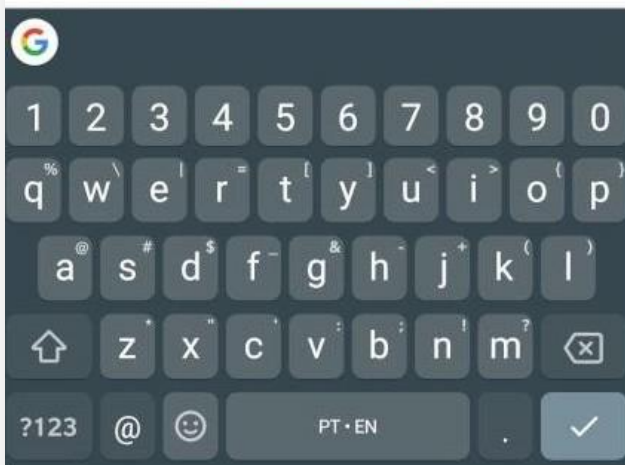 G
1 2 3 4 5 6 7 8 9 0
q % w \ e | r = t [ y ] u < i > o { p }
a @ s # d $ f _ g & h - j + k ( l )
z * x " c ' v : b ; n ! m ?
?123 @ PT • EN .